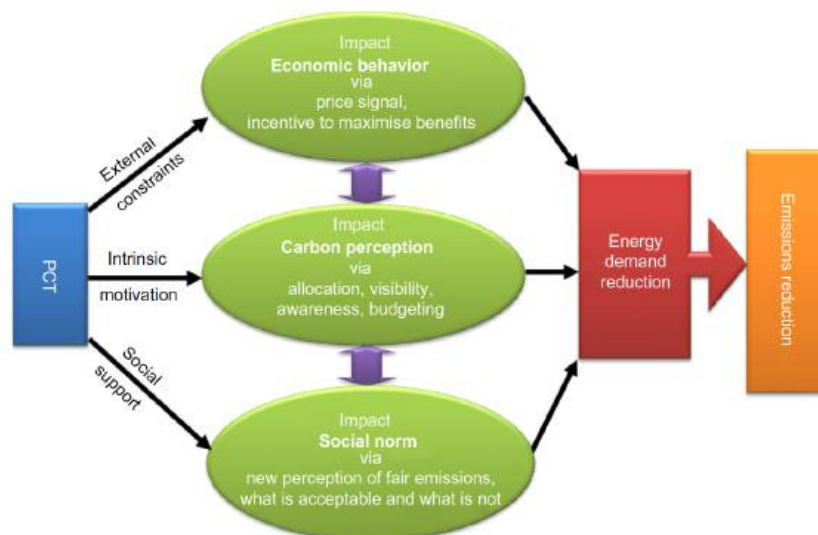 PCT
External
constraints
Intrinsic
motivation
Social
support
Impact
Economic behavior
via
price signal,
incentive to maximise benefits
Impact
Carbon perception
via
allocation, visibility,
awareness, budgeting
Impact
Social norm
via
new perception of fair emissions,
what is acceptable and what is not
Energy
demand
reduction
Emissions reduction